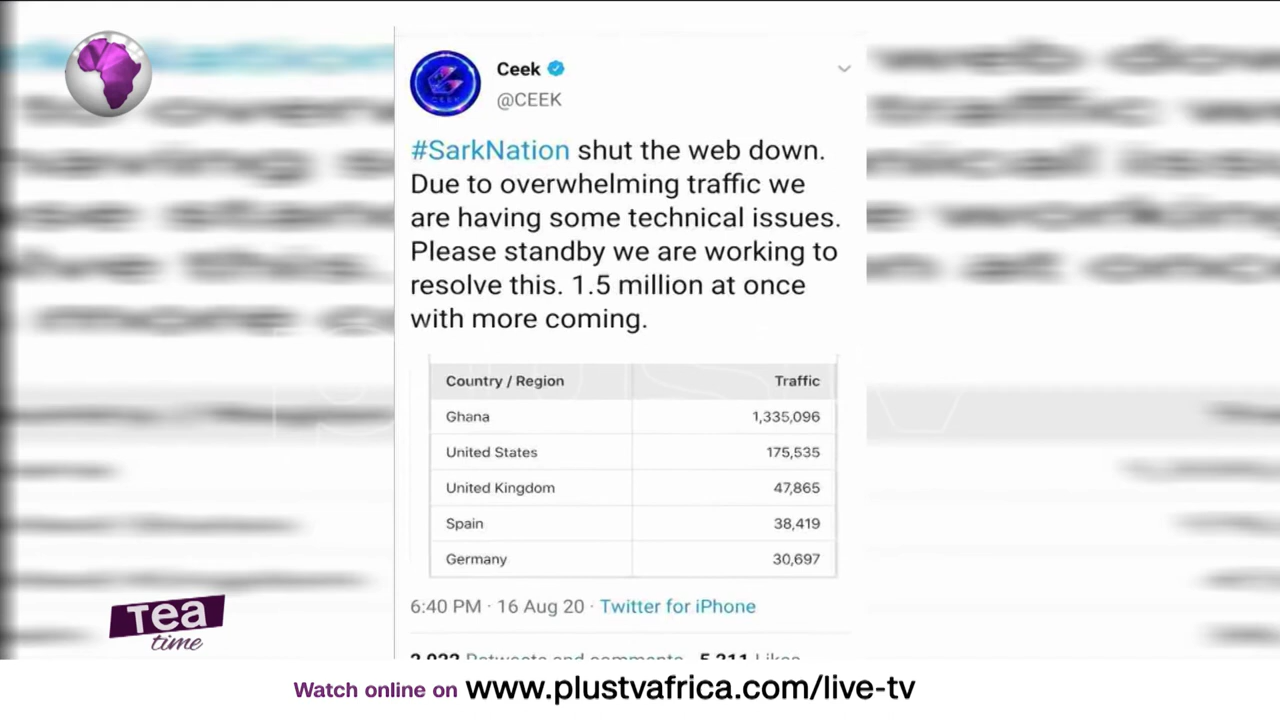 Ceek
@CEEK
#SarkNation shut the web down.
Due to overwhelming traffic we
are having some technical issues.
Please standby we are working to
resolve this. 1.5 million at once
with more coming.
Country / Region Traffic
Ghana 1,335,096
United States 175,535
United Kingdom 47,865
Spain 38,419
Germany 30,697
6:40 PM · 16 Aug 20 · Twitter for iPhone
Tea
time
Watch online on www.plustvafrica.com/live-tv